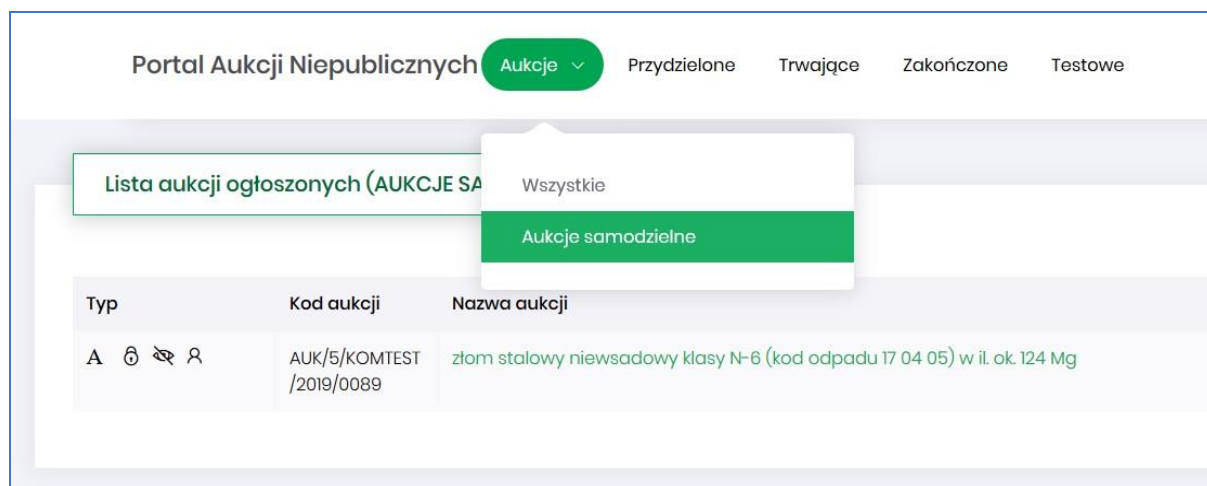 Portal Aukcji Niepublicznych Aukcje Przydzielone Trwające Zakończone Testowe
Lista aukcji ogłoszonych (AUKCJE SA
Wszystkie
Aukcje samodzielne
Typ Kod aukcji Nazwa aukcji
A AUK/5/KOMTEST złom stalowy niewsadowy klasy N-6 (kod odpadu 17 04 05) w il. ok. 124 Mg
/2019/0089